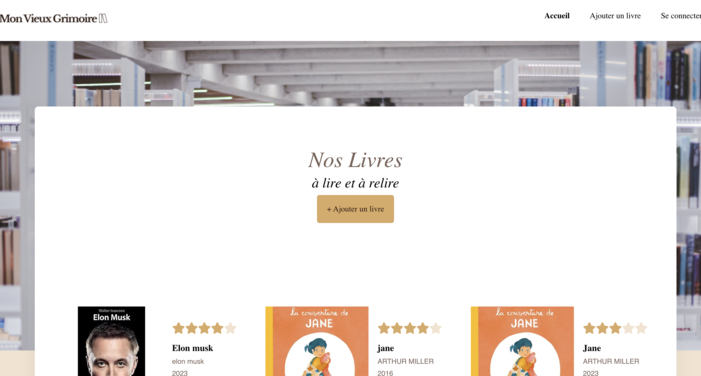 Mon Vieux Grimoire
Accueil Ajouter un livre Se connecter
Nos Livres
à lire et à relire
+ Ajouter un livre
Walter Isaacson
Elon Musk
la couverture de
JANE
la couverture de
JANE
Elon Musk
elon musk
2023
jane
ARTHUR MILLER
2016
Jane
ARTHUR MILLER
2023